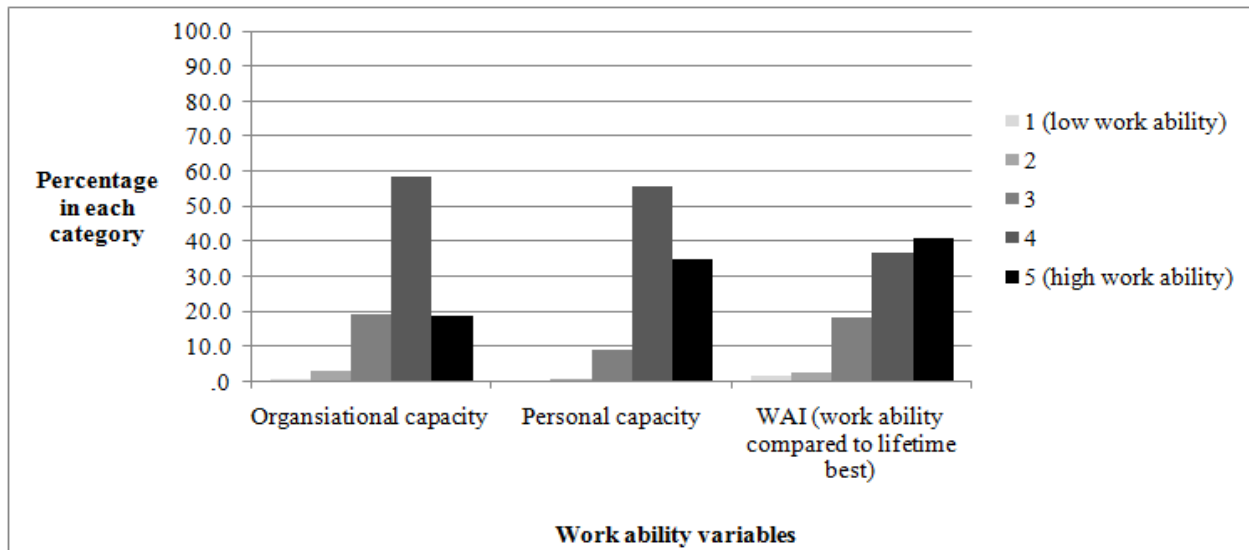 100.0
90.0
80.0
70.0
60.0
50.0
40.0
30.0
20.0
10.0
.0
Percentage
in each
category
Organsiational capacity
Personal capacity
WAI (work ability
compared to lifetime
best)
Work ability variables
1 (low work ability)
2
3
4
5 (high work ability)